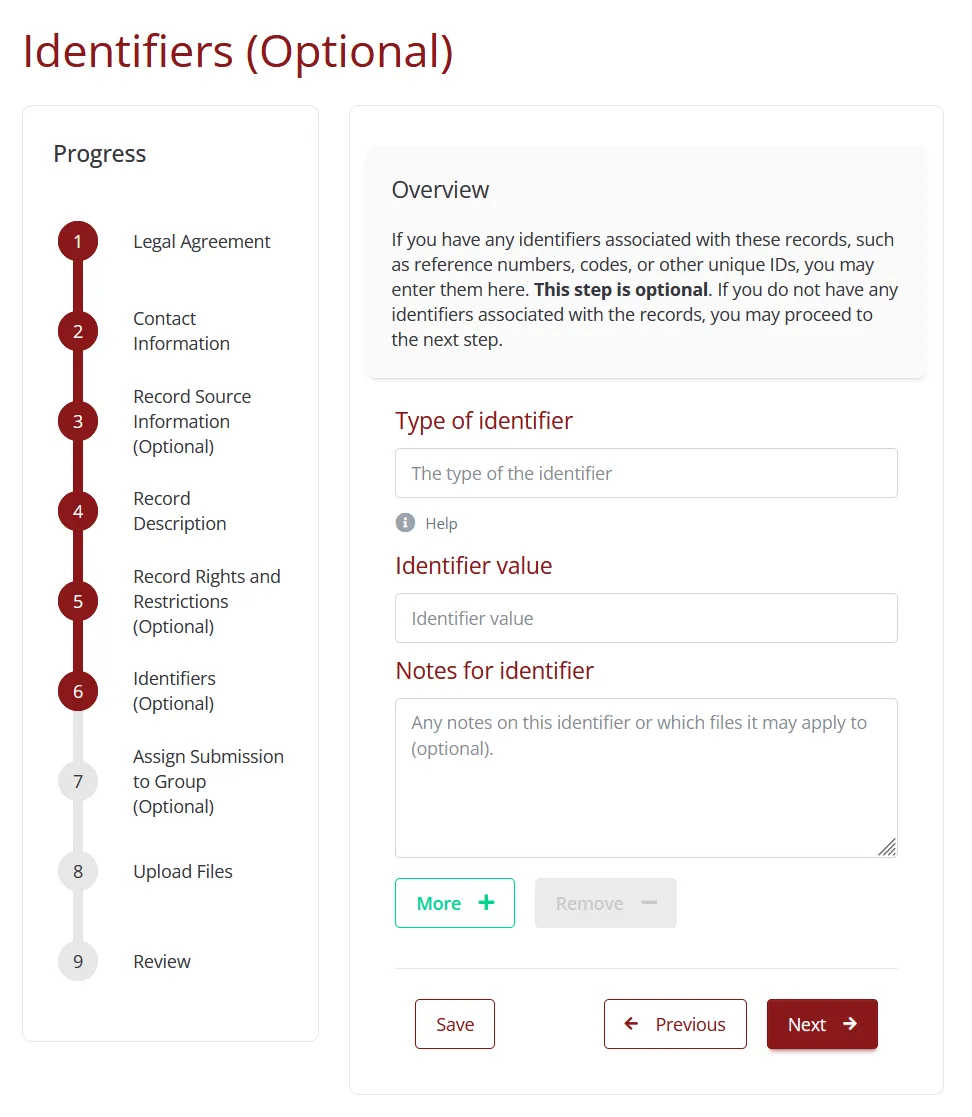 Identifiers (Optional)
Progress
1
Legal Agreement
2
Contact
Information
3
Record Source
Information
(Optional)
4
Record
Description
5
Record Rights and
Restrictions
(Optional)
6
Identifiers
(Optional)
7
Assign Submission
to Group
(Optional)
8
Upload Files
9
Review
Overview
If you have any identifiers associated with these records, such
as reference numbers, codes, or other unique IDs, you may
enter them here. This step is optional. If you do not have any
identifiers associated with the records, you may proceed to
the next step.
Type of identifier
The type of the identifier
Help
Identifier value
Identifier value
Notes for identifier
Any notes on this identifier or which files it may apply to
(optional).
More
Remove
Save
Previous
Next